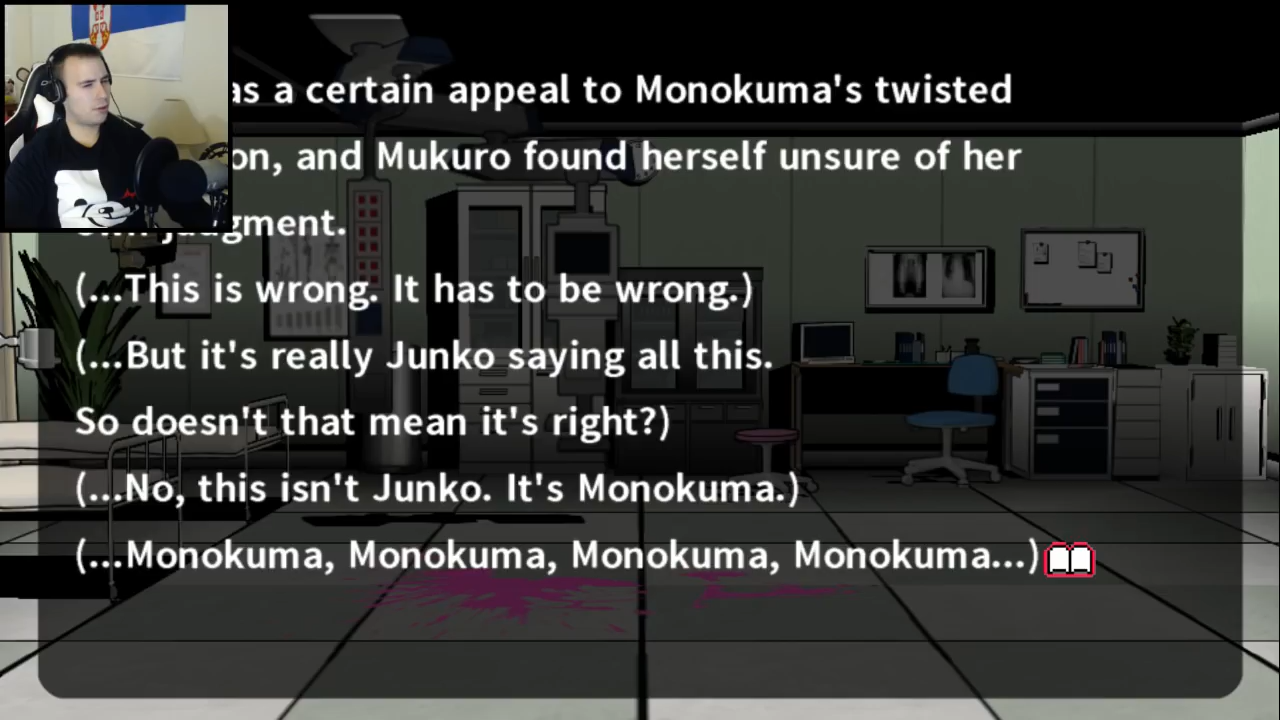 as a certain appeal to Monokuma's twisted
on, and Mukuro found herself unsure of her
own judgment.
(...This is wrong. It has to be wrong.)
(...But it's really Junko saying all this.
So doesn't that mean it's right?)
(...No, this isn't Junko. It's Monokuma.)
(...Monokuma, Monokuma, Monokuma, Monokuma...)